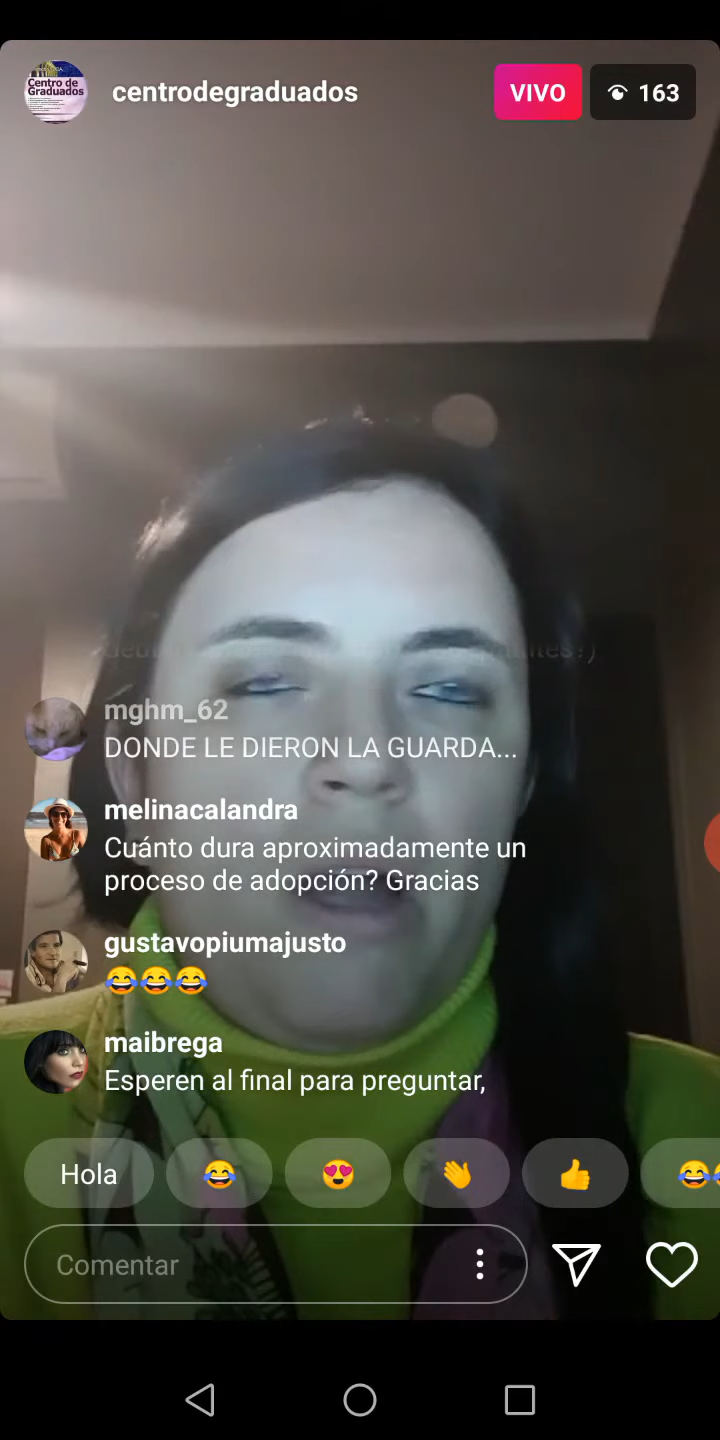 Centro de
Graduados
centrodegraduados
VIVO
163
mghm_62
DONDE LE DIERON LA GUARDA...
melinacalandra
Cuánto dura aproximadamente un
proceso de adopción? Gracias
gustavopiumajusto
😂😂😂
maibrega
Esperen al final para preguntar,
Hola
😂 😍 👏 👍 😂
Comentar